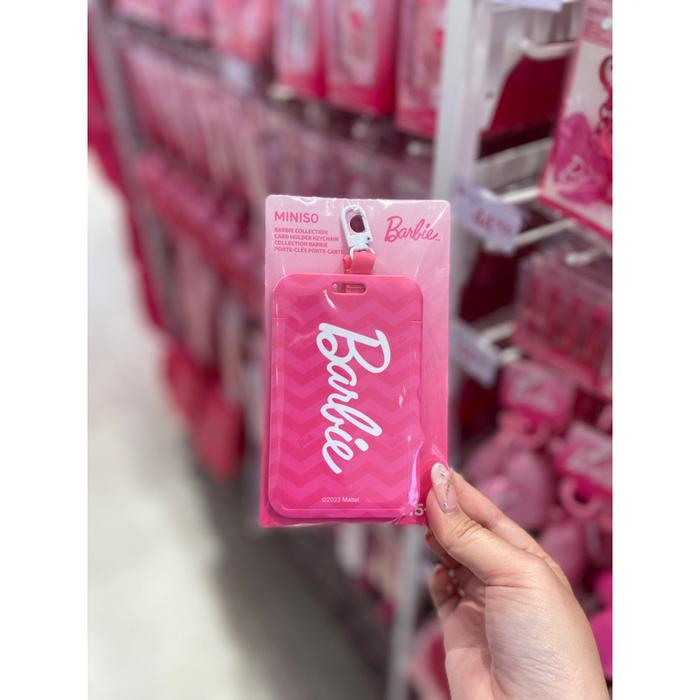 MINISO
BARBIE COLLECTION
CARD HOLDER KEYCHAIN
COLLECTION BARBIE
PORTE-CLÉS PORTE-CARTE
Barbie
Barbie
©2023 Mattel